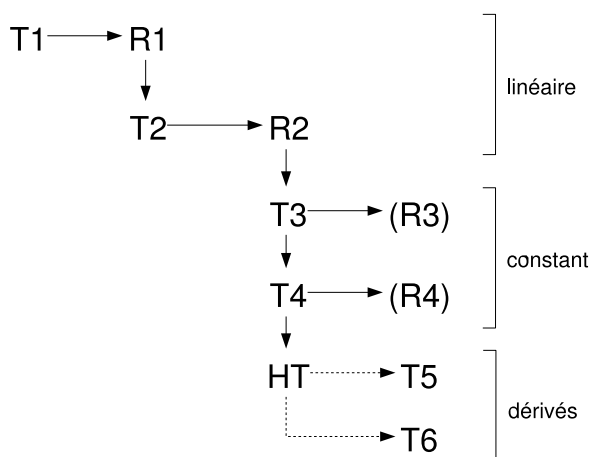 T1 R1
linéaire
T2 R2
T3 (R3)
constant
T4 (R4)
HT T5
dérivés
T6